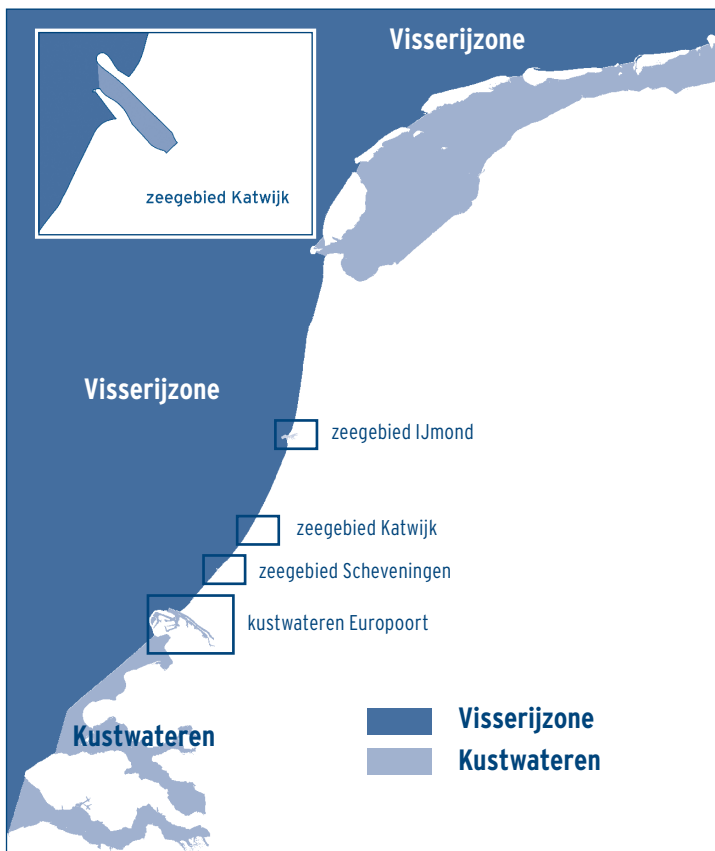 Visserijzone
zeegebied Katwijk
Visserijzone
zeegebied IJmond
zeegebied Katwijk
zeegebied Scheveningen
kustwateren Europoort
Kustwateren
Visserijzone
Kustwateren